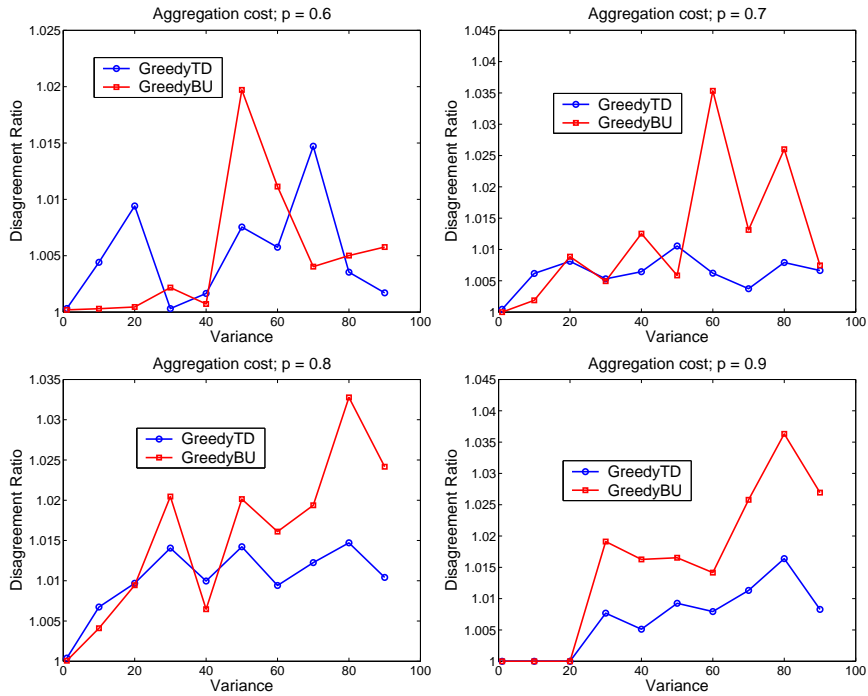 Aggregation cost; p = 0.6
1.025
1.02
1.015
1.01
1.005
1
Disagreement Ratio
GreedyTD
GreedyBU
0 20 40 60 80 100
Variance
Aggregation cost; p = 0.7
1.045
1.04
1.035
1.03
1.025
1.02
1.015
1.01
1.005
1
Disagreement Ratio
GreedyTD
GreedyBU
0 20 40 60 80 100
Variance
Aggregation cost; p = 0.8
1.035
1.03
1.025
1.02
1.015
1.01
1.005
1
Disagreement Ratio
GreedyTD
GreedyBU
0 20 40 60 80 100
Variance
Aggregation cost; p = 0.9
1.045
1.04
1.035
1.03
1.025
1.02
1.015
1.01
1.005
1
Disagreement Ratio
GreedyTD
GreedyBU
0 20 40 60 80 100
Variance